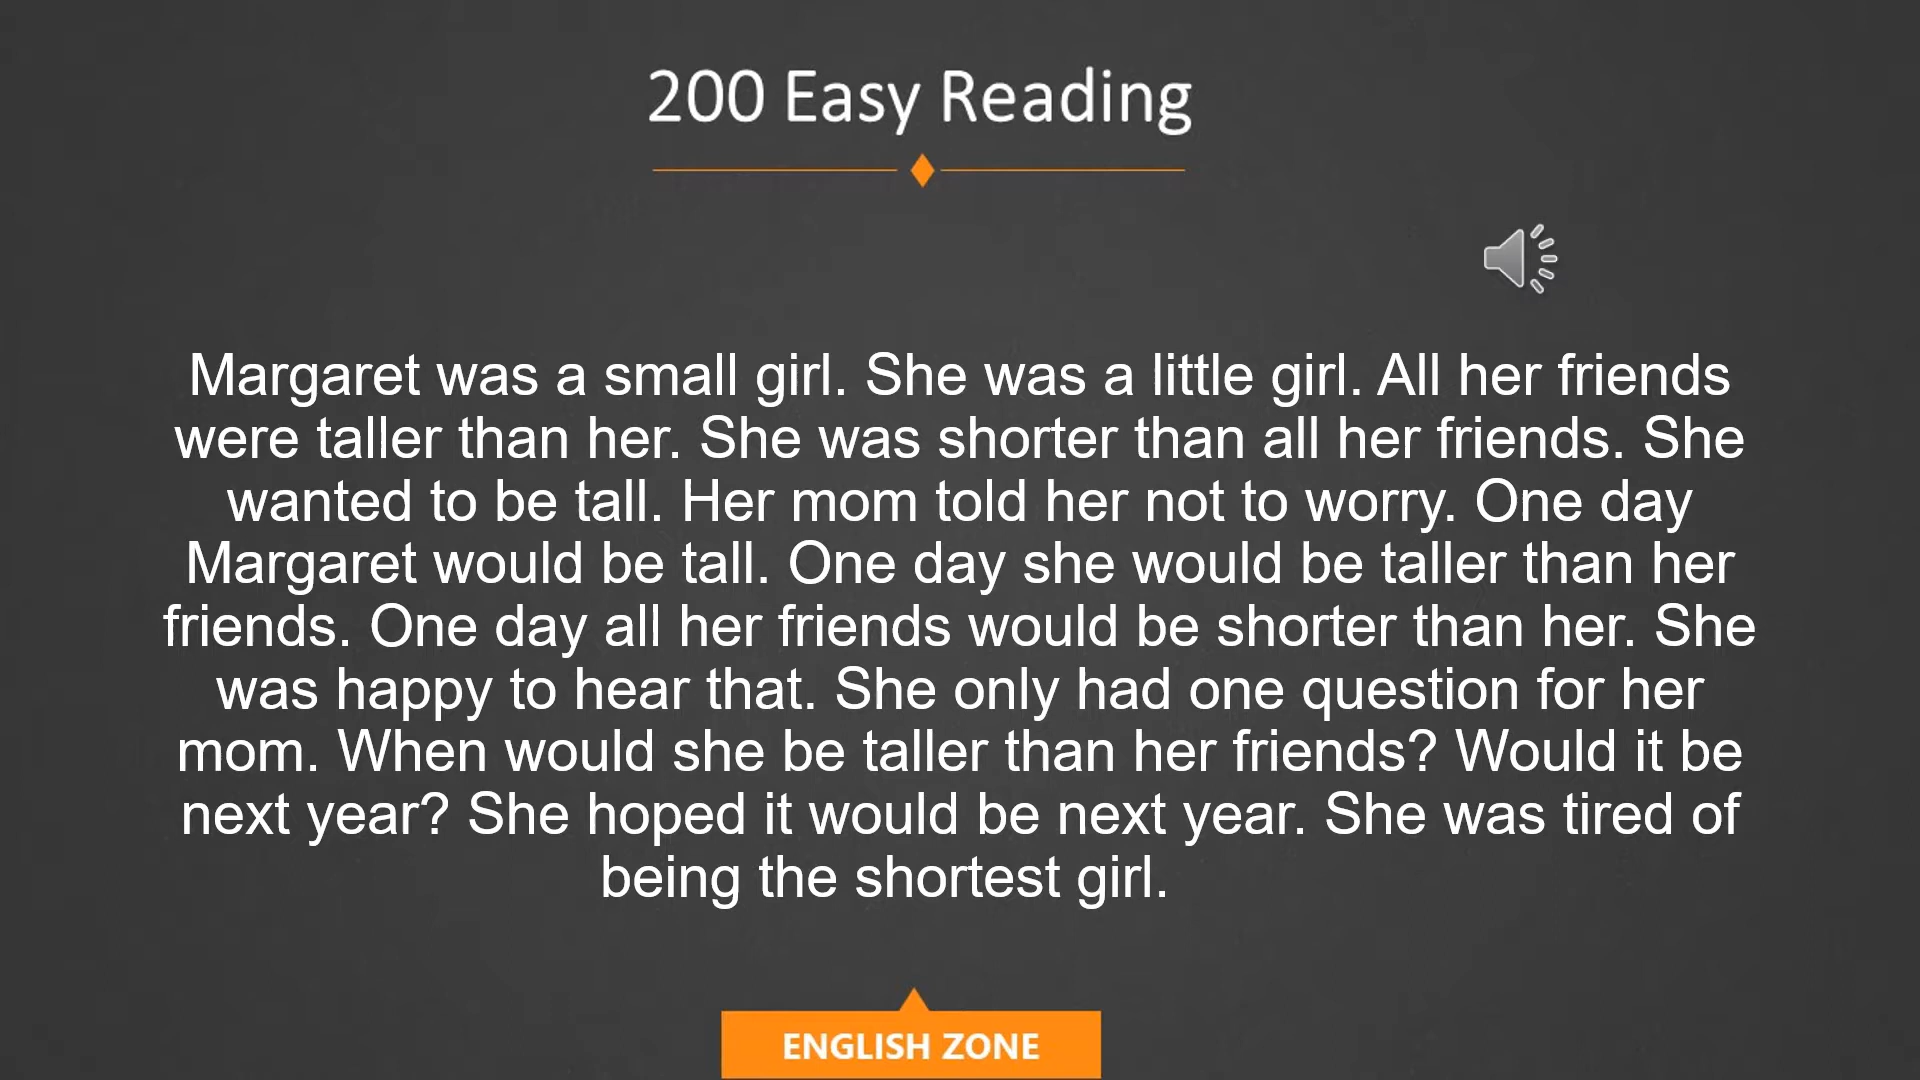 200 Easy Reading
Margaret was a small girl. She was a little girl. All her friends
were taller than her. She was shorter than all her friends. She
wanted to be tall. Her mom told her not to worry. One day
Margaret would be tall. One day she would be taller than her
friends. One day all her friends would be shorter than her. She
was happy to hear that. She only had one question for her
mom. When would she be taller than her friends? Would it be
next year? She hoped it would be next year. She was tired of
being the shortest girl.
ENGLISH ZONE